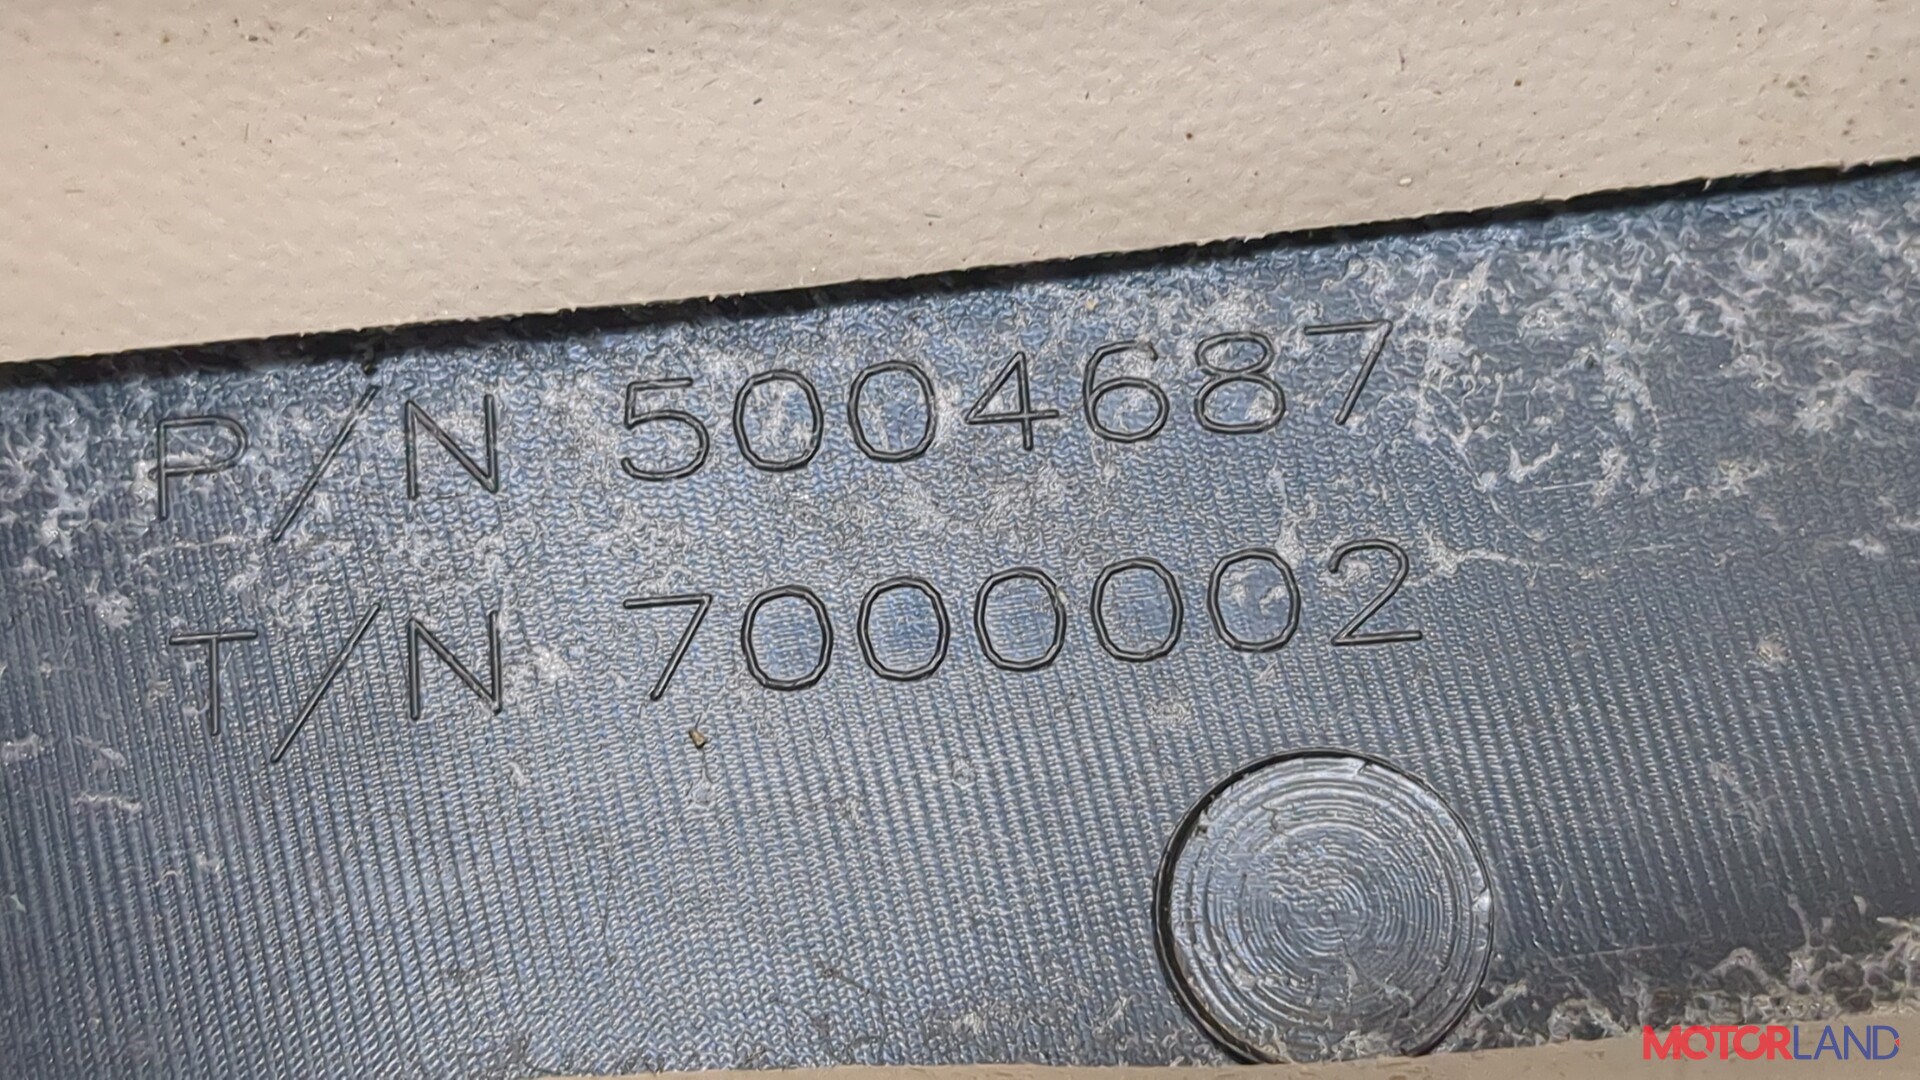 P/N 5004687
T/N 7000002
MOTORLAND